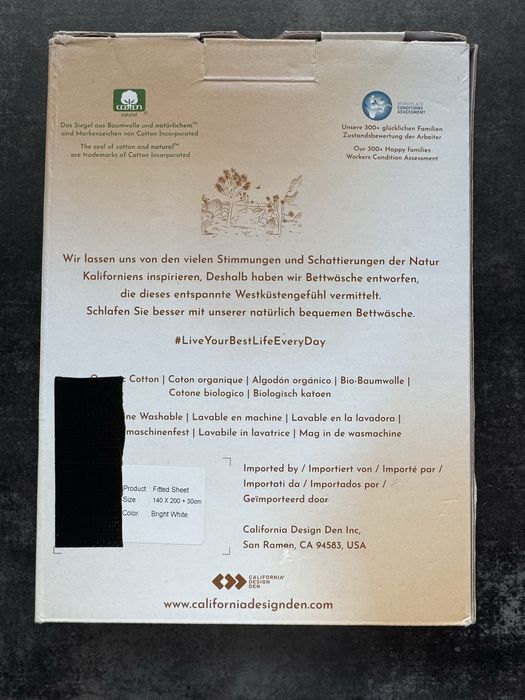 COTTON
natural
®
Das Siegel aus Baumwolle und natürlichem™
sind Markenzeichen von Cotton Incorporated
The seal of cotton and natural™
are trademarks of Cotton Incorporated
WORKPLACE
CONDITIONS
ASSESSMENT
Unsere 300+ glücklichen Familien
Zustandsbewertung der Arbeiter
Our 300+ Happy families
Workers Condition Assessment
Wir lassen uns von den vielen Stimmungen und Schattierungen der Natur
Kaliforniens inspirieren, Deshalb haben wir Bettwäsche entworfen,
die dieses entspannte Westküstengefühl vermittelt.
Schlafen Sie besser mit unserer natürlich bequemen Bettwäsche.
#LiveYourBestLifeEveryDay
Cotton | Coton organique | Algodón orgánico | Bio-Baumwolle |
Cotone biologico | Biologisch katoen
ne Washable | Lavable en machine | Lavable en la lavadora |
maschinenfest | Lavabile in lavatrice | Mag in de wasmachine
Product : Fitted Sheet
Size : 140 X 200 + 30cm
Color : Bright White
Imported by / Importiert von / Importé par /
Importati da / Importados por /
Geïmporteerd door
California Design Den Inc,
San Ramen, CA 94583, USA
CALIFORNIA®
DESIGN
DEN
www.californiadesignden.com